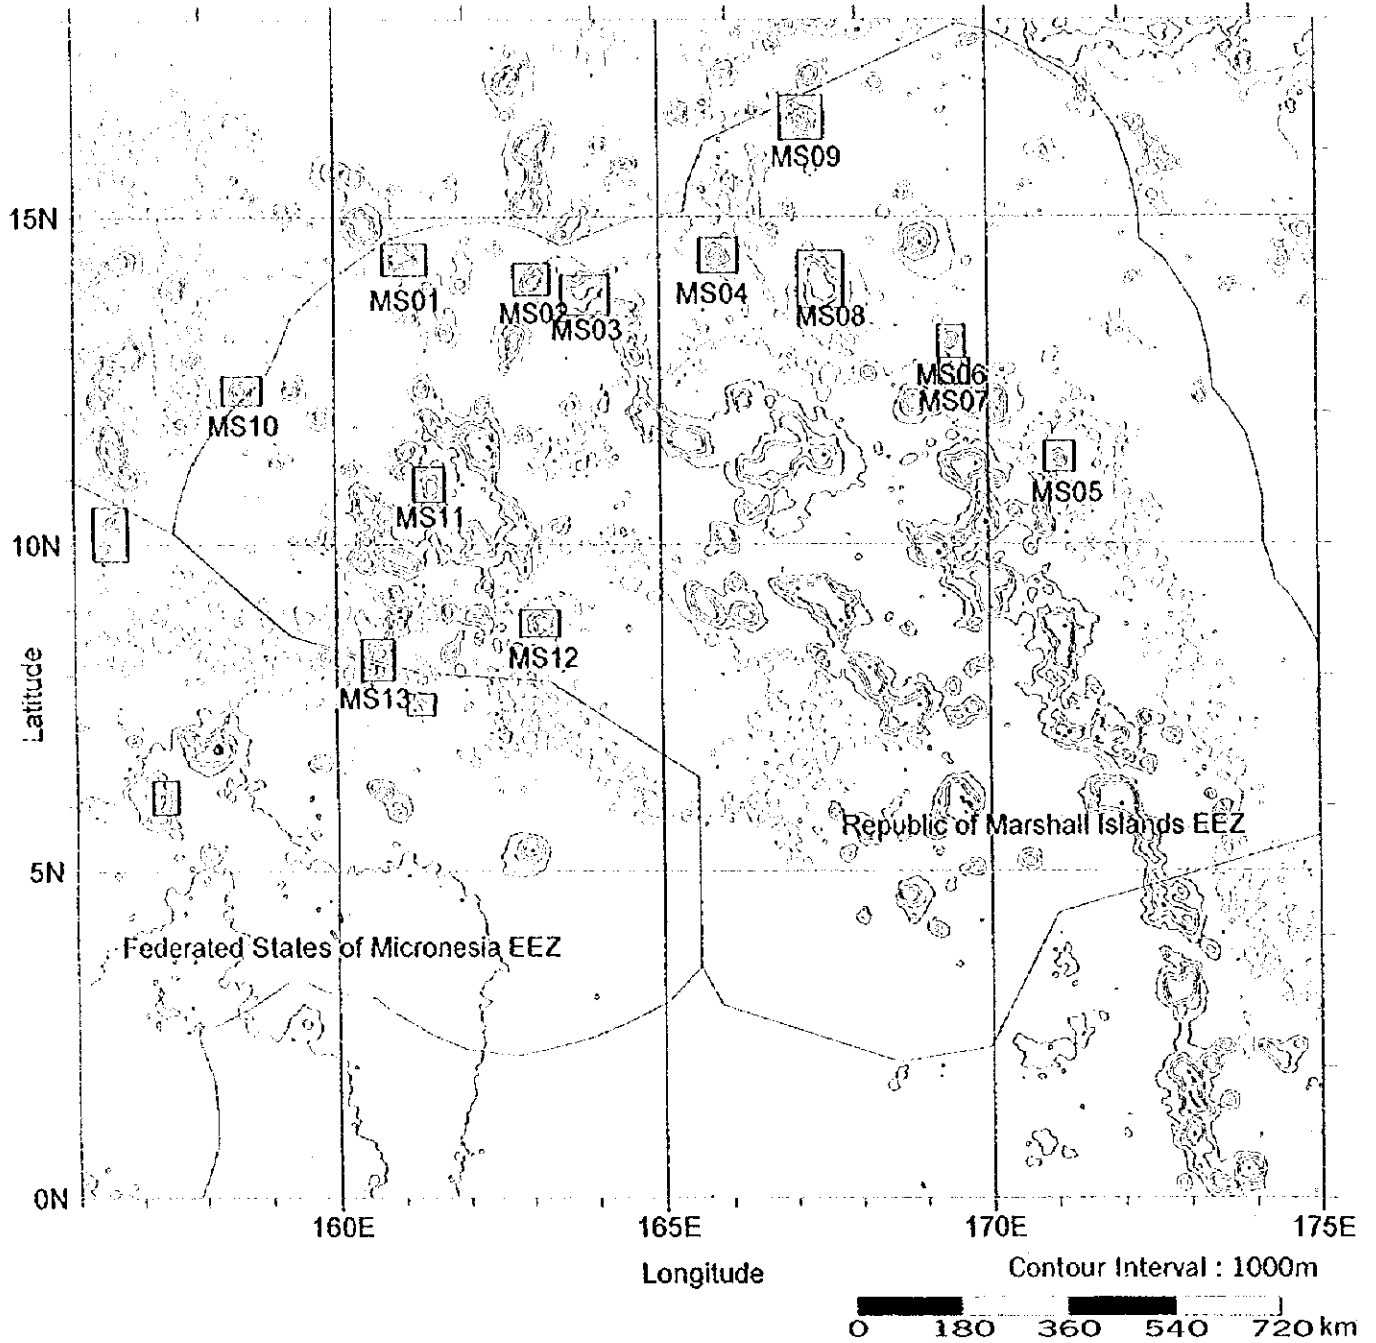 MS09
15N
MS01
MS02
MS03
MS04
MS08
MS06
MS07
MS10
MS05
MS11
10N
MS12
MS13
Latitude
Republic of Marshall Islands EEZ
5N
Federated States of Micronesia EEZ
0N
160E
165E
170E
175E
Longitude
Contour Interval : 1000m
0 180 360 540 720 km